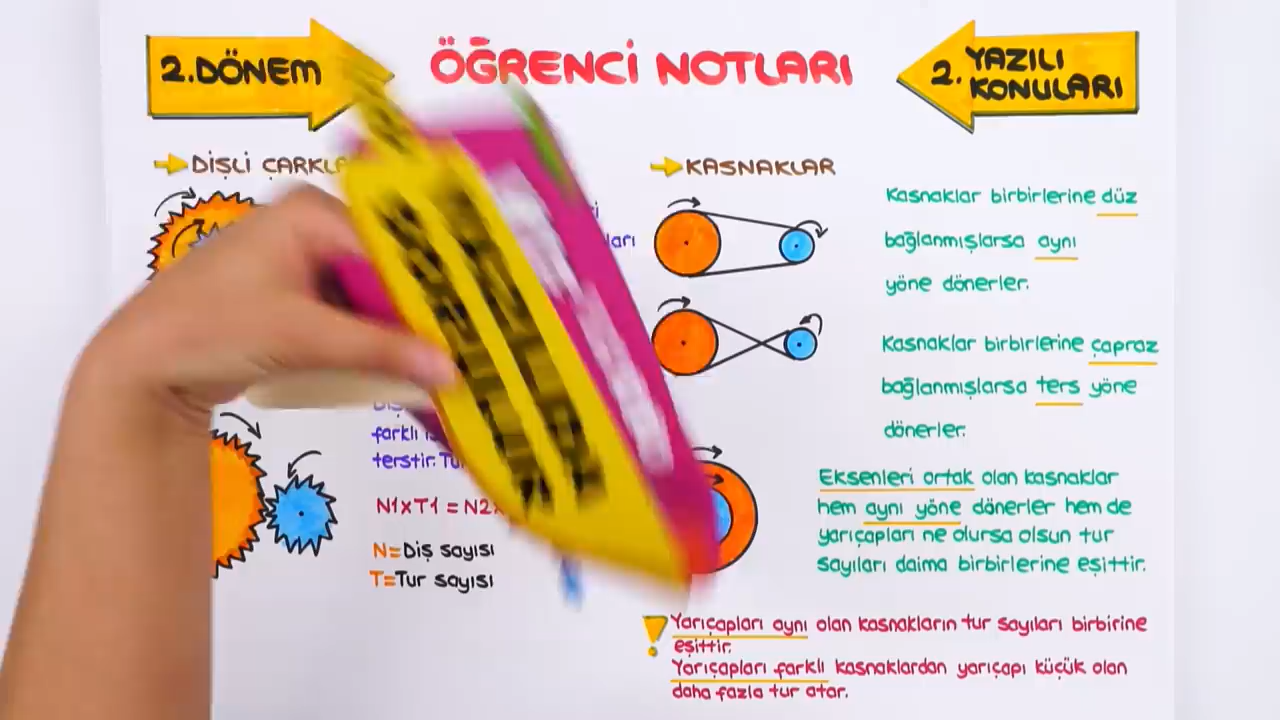 2.DÖNEM
ÖĞRENCİ NOTLARI
2. YAZILI
KONULARI
DİŞLİ
KASNAKLAR
Kasnaklar birbirlerine düz
bağlanmışlarsa aynı
yöne dönerler.
Kasnaklar birbirlerine çapraz
bağlanmışlarsa ters yöne
dönerler.
farklı
terstir.
N1xT1 = N2
N=Diş sayısı
T=Tur sayısı
Eksenleri ortak olan kasnaklar
hem aynı yöne dönerler hem de
yarıçapları ne olursa olsun tur
sayıları daima birbirlerine eşittir.
! Yarıçapları aynı olan kasnakların tur sayıları birbirine
eşittir.
Yarıçapları farklı kasnaklardan yarıçapı küçük olan
daha fazla tur atar.